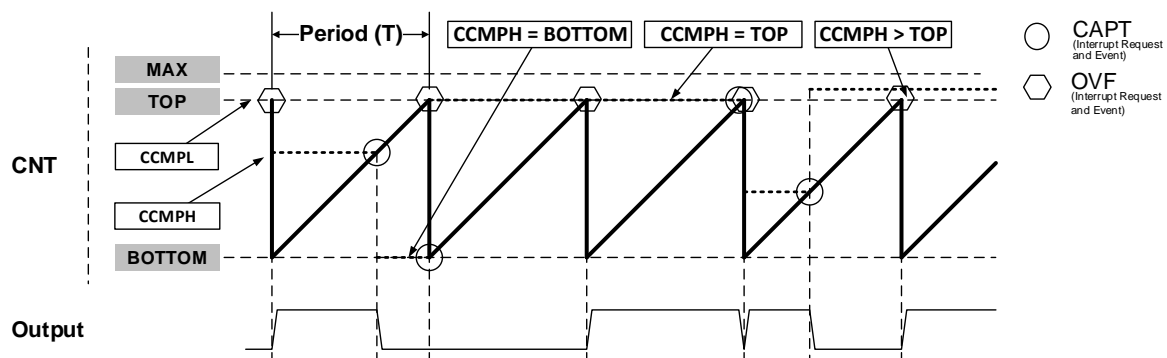 Period (T)
CCMPH = BOTTOM
CCMPH = TOP
CCMPH > TOP
CAPT
(Interrupt Request
and Event)
MAX
TOP
OVF
(Interrupt Request
and Event)
CCMPL
CNT
CCMPH
BOTTOM
Output